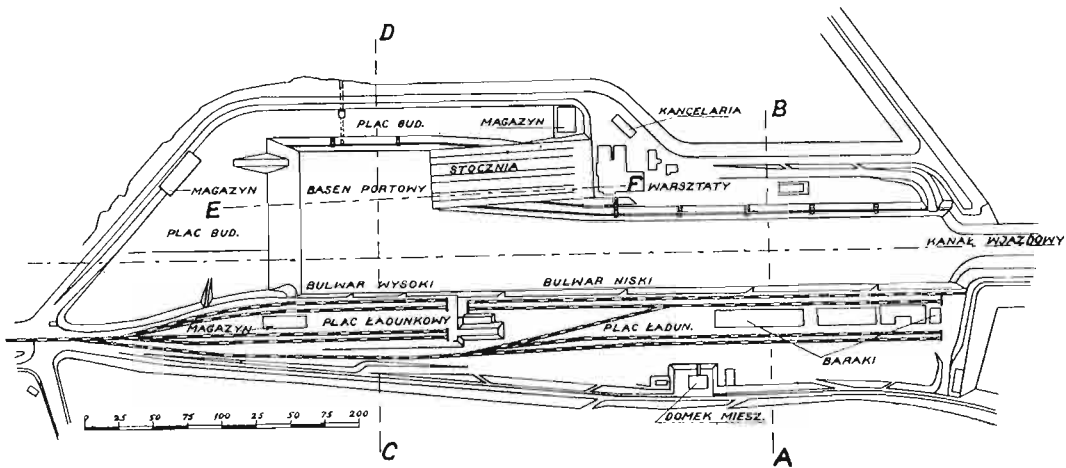 D
B
KANCELARIA
PLAC BUD.
MAGAZYN
STOCZNIA
MAGAZYN
BASEN PORTOWY
F
WARSZTATY
E
PLAC BUD.
KANAŁ WJAZDOWY
BULWAR WYSOKI
BULWAR NISKI
MAGAZYN
PLAC ŁADUNKOWY
PLAC ŁADUN.
BARAKI
DOMEK MIESZ.
0 25 50 75 100 25 50 75 200
C
A